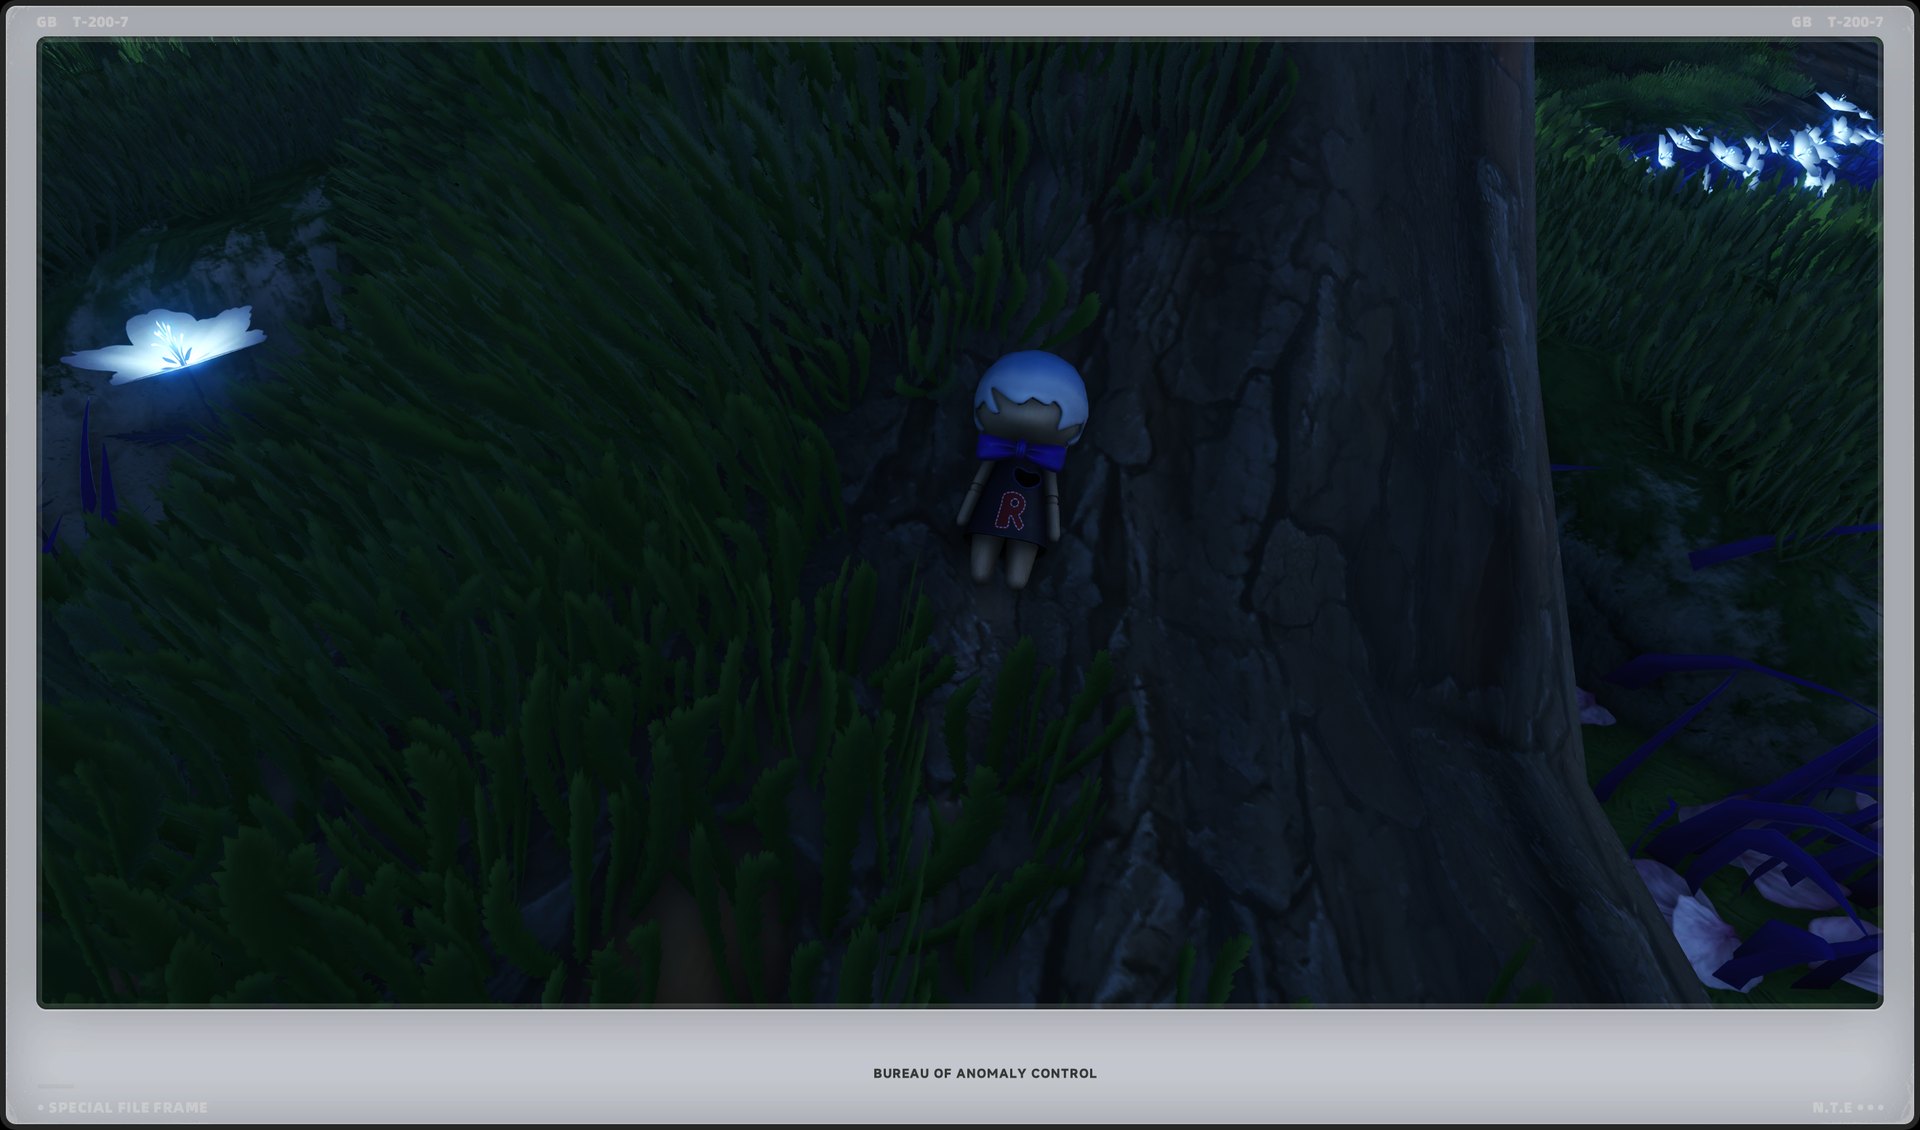 GB T-200-7 GB T-200-7
R
BUREAU OF ANOMALY CONTROL
• SPECIAL FILE FRAME N.T.E •••